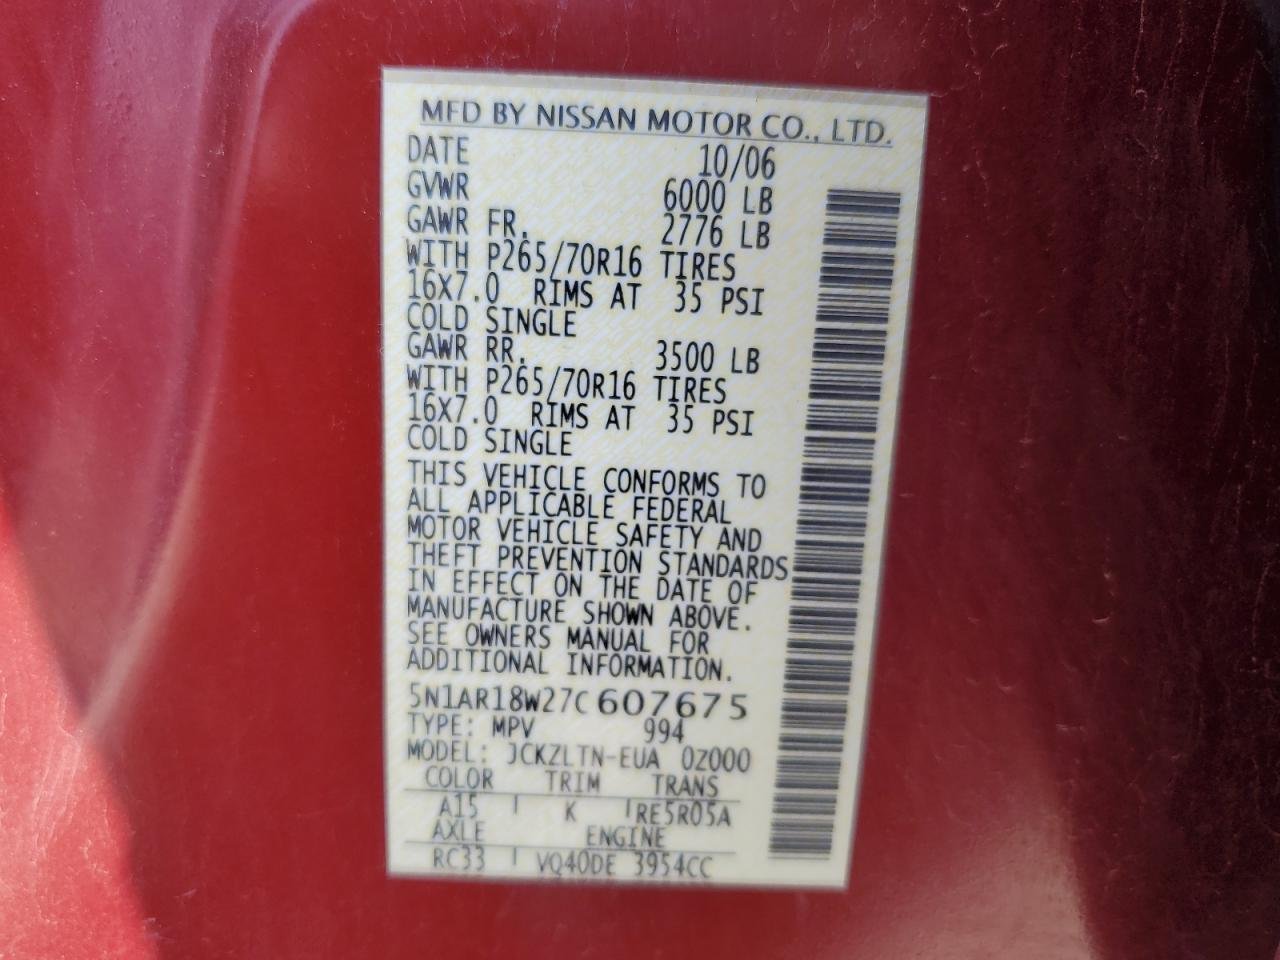 MFD BY NISSAN MOTOR CO., LTD.
DATE 10/06
GVWR 6000 LB
GAWR FR. 2776 LB
WITH P265/70R16 TIRES
16X7.0 RIMS AT 35 PSI
COLD SINGLE
GAWR RR. 3500 LB
WITH P265/70R16 TIRES
16X7.0 RIMS AT 35 PSI
COLD SINGLE
THIS VEHICLE CONFORMS TO
ALL APPLICABLE FEDERAL
MOTOR VEHICLE SAFETY AND
THEFT PREVENTION STANDARDS
IN EFFECT ON THE DATE OF
MANUFACTURE SHOWN ABOVE.
SEE OWNERS MANUAL FOR
ADDITIONAL INFORMATION.
5N1AR18W27C607675
TYPE: MPV 994
MODEL: JCKZLTN-EUA 0Z000
COLOR TRIM TRANS
A15 K RE5R05A
AXLE ENGINE
RC33 VQ40DE 3954CC